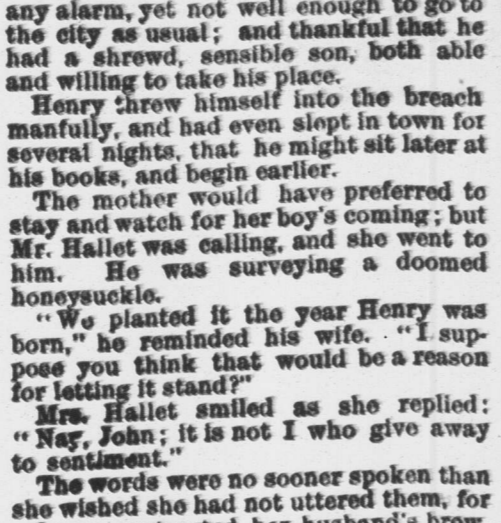 any alarm, yet not well enough to go to
the city as usual; and thankful that he
had a shrewd, sensible son, both able
and willing to take his place.
Henry threw himself into the breach
manfully, and had even slept in town for
several nights, that he might sit later at
his books, and begin earlier.
The mother would have preferred to
stay and watch for her boy's coming; but
Mr. Hallet was calling, and she went to
him. He was surveying a doomed
honeysuckle.
"We planted it the year Henry was
born," he reminded his wife. "I sup-
pose you think that would be a reason
for letting it stand?"
Mrs. Hallet smiled as she replied:
"Nay, John; it is not I who give away
to sentiment."
The words were no sooner spoken than
she wished she had not uttered them, for
her husband's brow